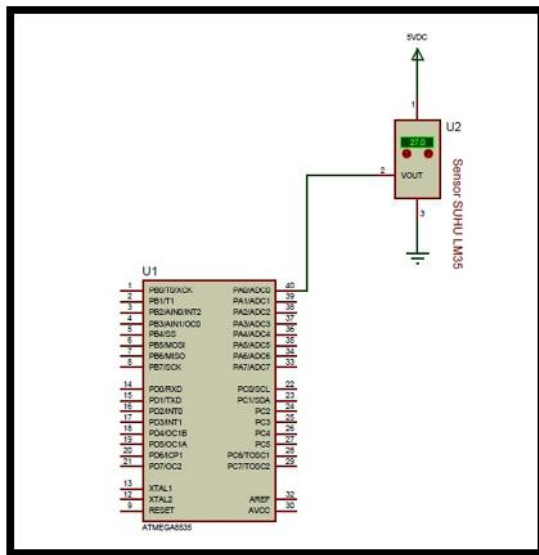 5VDC
1
U2
27.0
2
VOUT
3
Sensor SUHU LM35
U1
1 PB0/T0/XCK PA0/ADC0 40
2 PB1/T1 PA1/ADC1 39
3 PB2/AIN0/INT2 PA2/ADC2 38
4 PB3/AIN1/OC0 PA3/ADC3 37
5 PB4/SS PA4/ADC4 36
6 PB5/MOSI PA5/ADC5 35
7 PB6/MISO PA6/ADC6 34
8 PB7/SCK PA7/ADC7 33
14 PD0/RXD PC0/SCL 22
15 PD1/TXD PC1/SDA 23
16 PD2/INT0 PC2 24
17 PD3/INT1 PC3 25
18 PD4/OC1B PC4 26
19 PD5/OC1A PC5 27
20 PD6/ICP1 PC6/TOSC1 28
21 PD7/OC2 PC7/TOSC2 29
13 XTAL1
12 XTAL2 AREF 32
9 RESET AVCC 30
ATMEGA8535